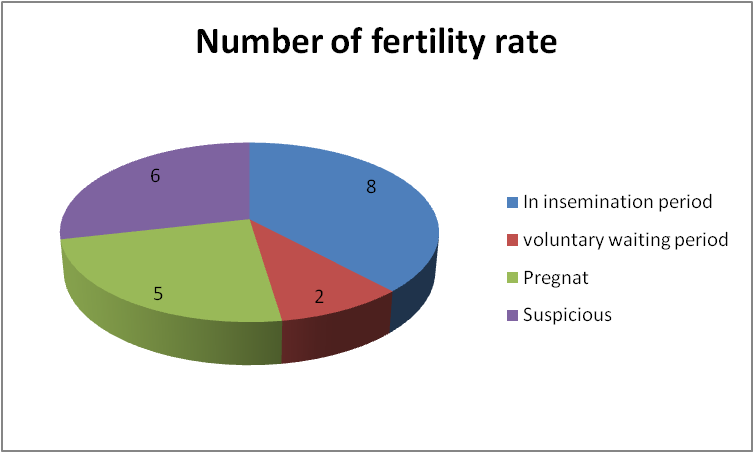 Number of fertility rate
8
2
5
6
In insemination period
voluntary waiting period
Pregnat
Suspicious